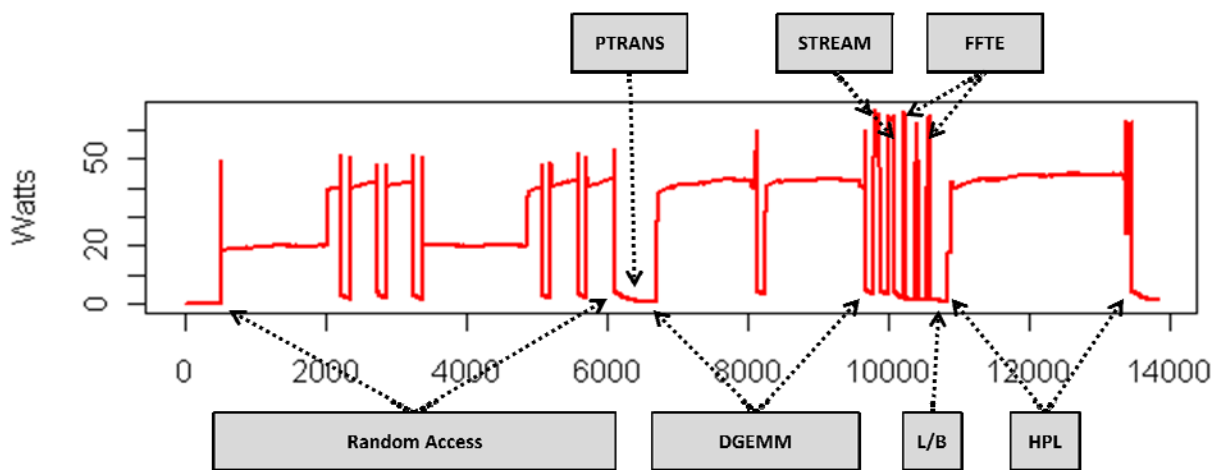 PTRANS
STREAM
FFTE
Watts
50
20
0
0
2000
4000
6000
8000
10000
12000
14000
Random Access
DGEMM
L/B
HPL